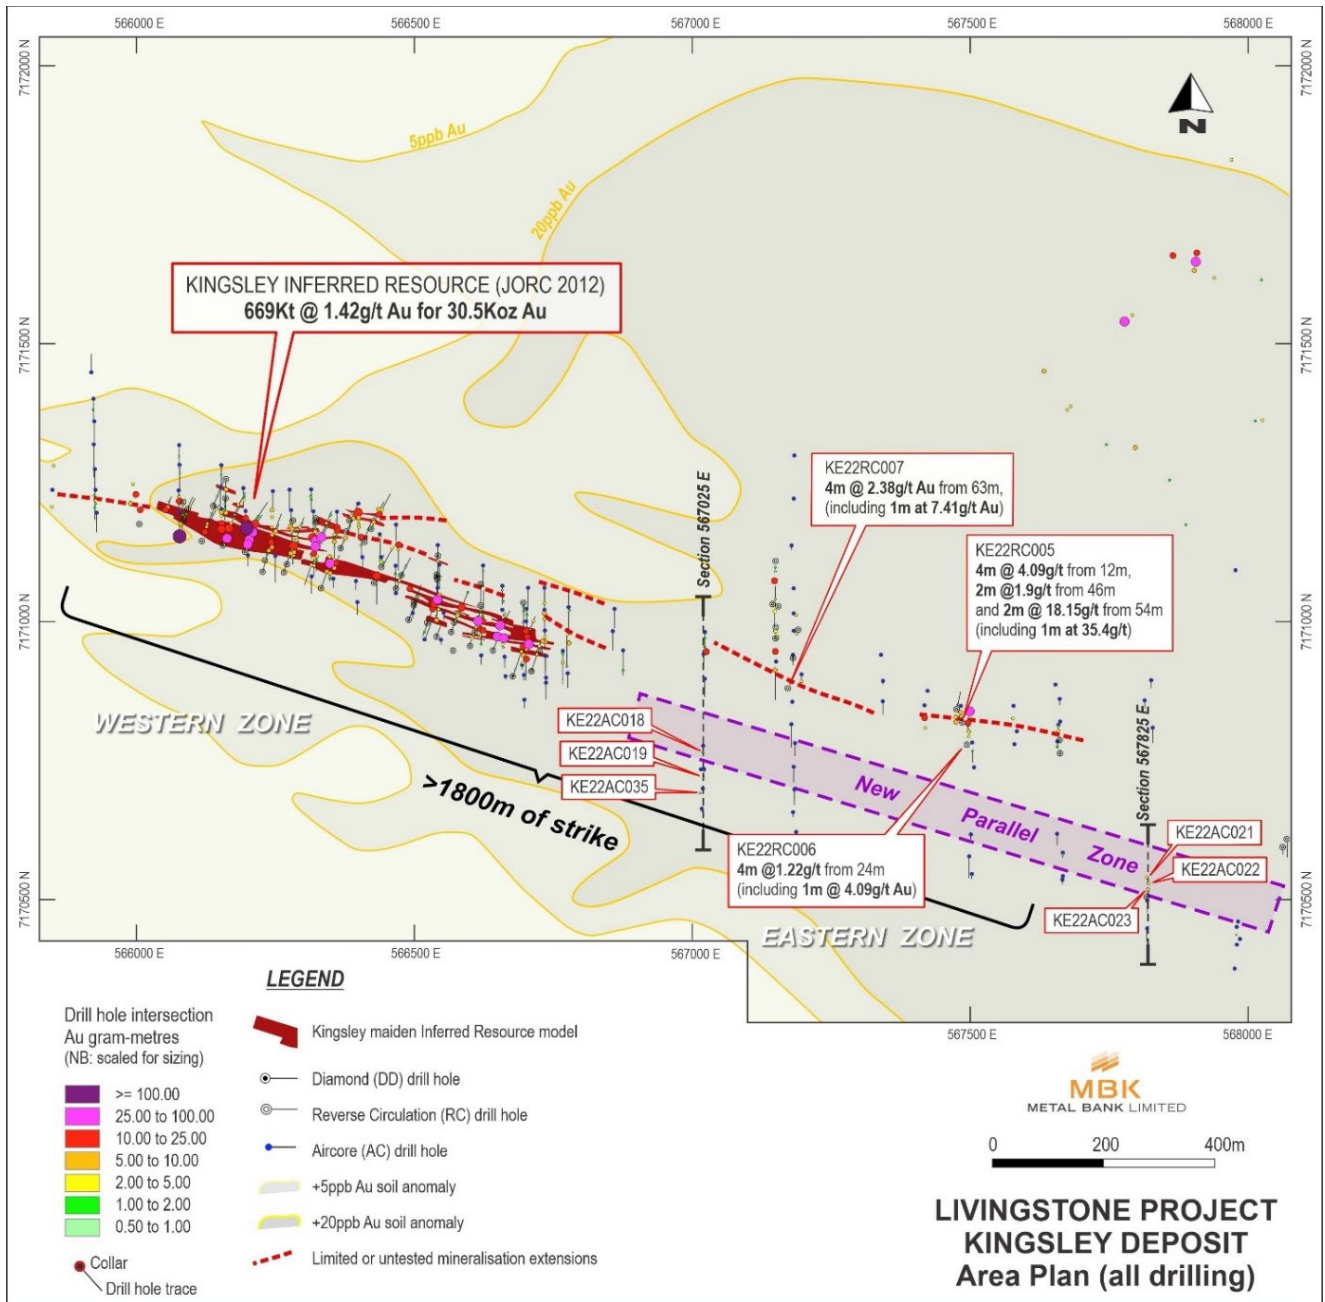 566000 E
566500 E
567000 E
567500 E
568000 E
7172000 N
7172000 N
5ppb Au
N
20ppb Au
KINGSLEY INFERRED RESOURCE (JORC 2012)
669Kt @ 1.42g/t Au for 30.5Koz Au
7171500 N
7171500 N
Section 567025 E
KE22RC007
4m @ 2.38g/t Au from 63m,
(including 1m at 7.41g/t Au)
KE22RC005
4m @ 4.09g/t from 12m,
2m @1.9g/t from 46m
and 2m @ 18.15g/t from 54m
(including 1m at 35.4g/t)
7171000 N
7171000 N
WESTERN ZONE
KE22AC018
KE22AC019
KE22AC035
Section 567825 E
>1800m of strike
New Parallel Zone
KE22RC006
4m @1.22g/t from 24m
(including 1m @ 4.09g/t Au)
KE22AC021
KE22AC022
KE22AC023
7170500 N
7170500 N
EASTERN ZONE
566000 E
566500 E
567000 E
567500 E
568000 E
LEGEND
Drill hole intersection
Au gram-metres
(NB: scaled for sizing)
>= 100.00
25.00 to 100.00
10.00 to 25.00
5.00 to 10.00
2.00 to 5.00
1.00 to 2.00
0.50 to 1.00
Collar
Drill hole trace
Kingsley maiden Inferred Resource model
Diamond (DD) drill hole
Reverse Circulation (RC) drill hole
Aircore (AC) drill hole
+5ppb Au soil anomaly
+20ppb Au soil anomaly
Limited or untested mineralisation extensions
MBK
METAL BANK LIMITED
0 200 400m
LIVINGSTONE PROJECT
KINGSLEY DEPOSIT
Area Plan (all drilling)